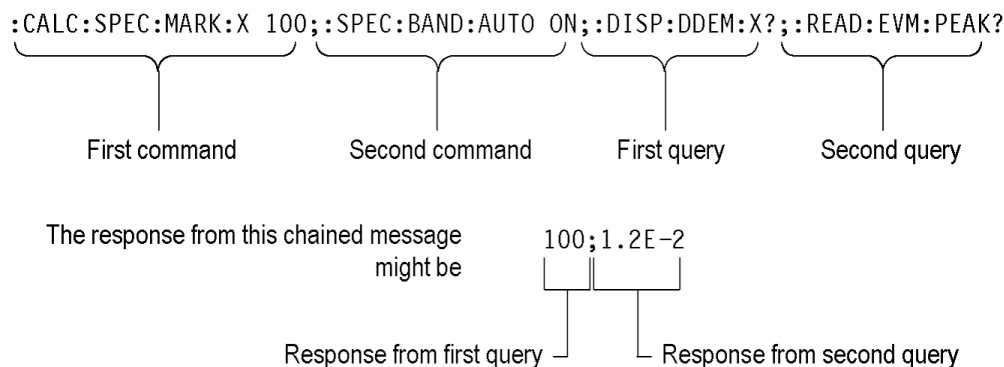 :CALC:SPEC:MARK:X 100;:SPEC:BAND:AUTO ON;:DISP:DDEM:X?;:READ:EVM:PEAK?
First command Second command First query Second query
The response from this chained message
might be
100;1.2E-2
Response from first query Response from second query